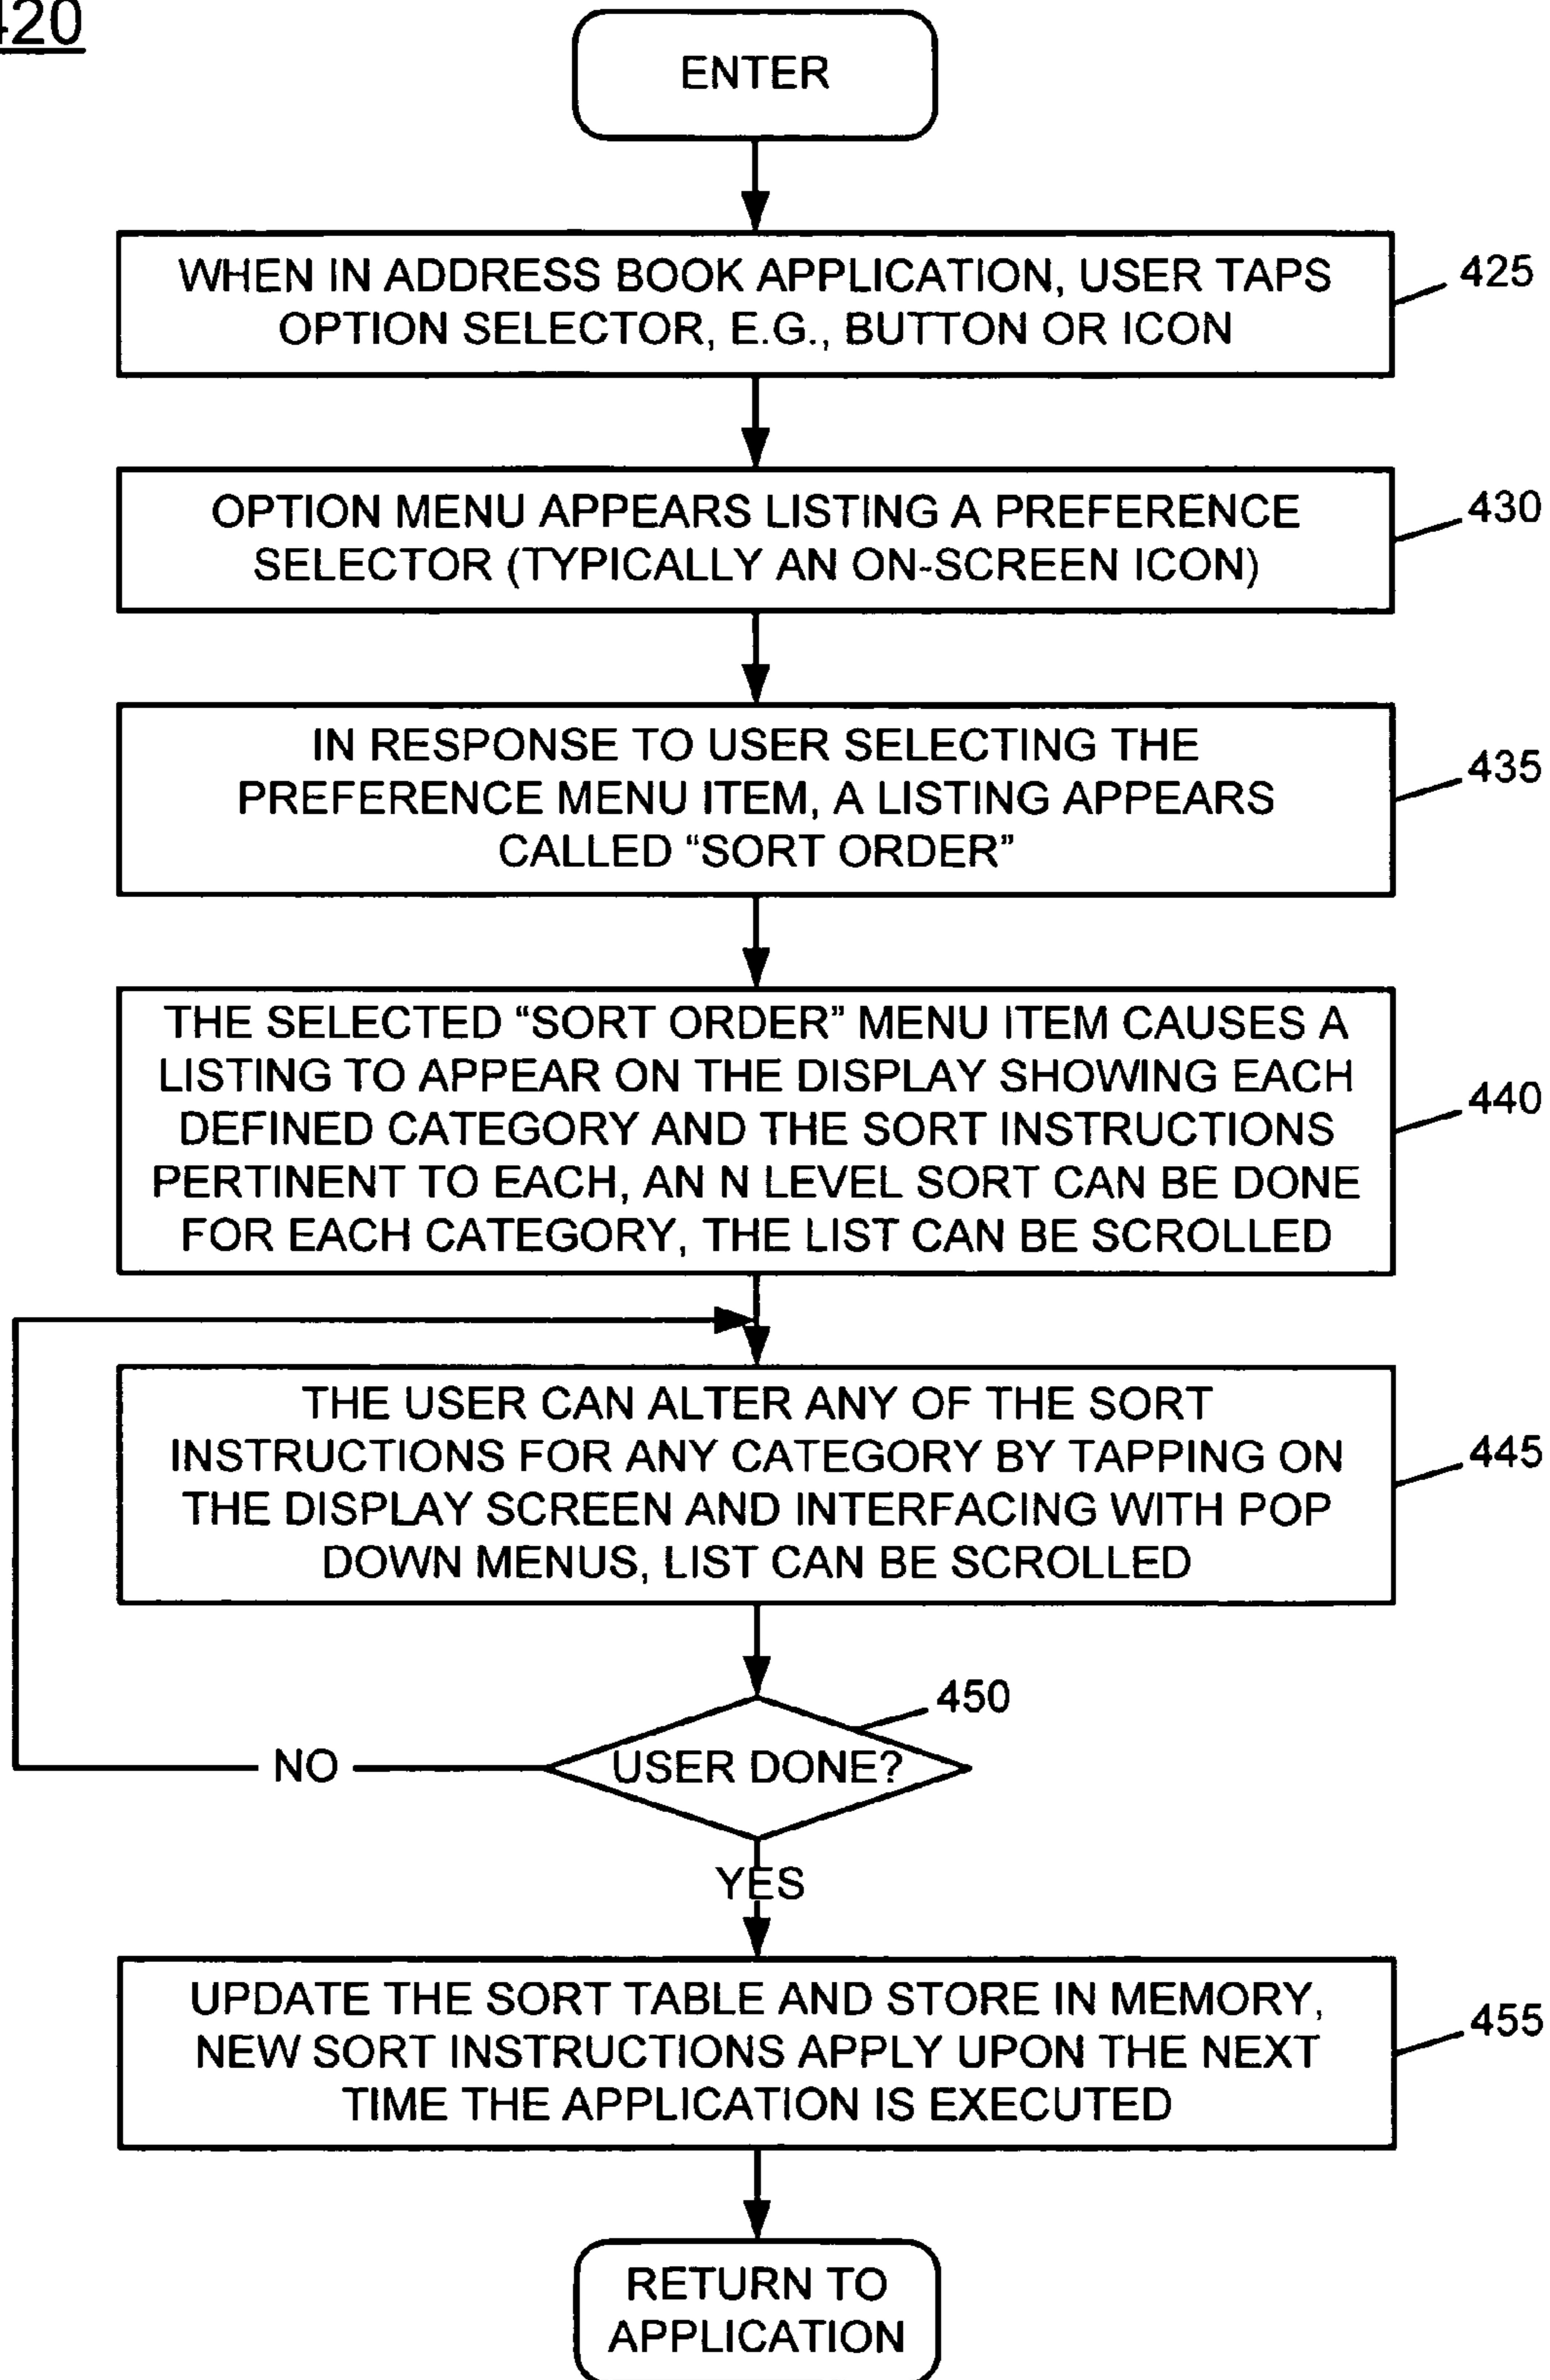 420
ENTER
WHEN IN ADDRESS BOOK APPLICATION, USER TAPS
OPTION SELECTOR, E.G., BUTTON OR ICON
425
OPTION MENU APPEARS LISTING A PREFERENCE
SELECTOR (TYPICALLY AN ON-SCREEN ICON)
430
IN RESPONSE TO USER SELECTING THE
PREFERENCE MENU ITEM, A LISTING APPEARS
CALLED “SORT ORDER”
435
THE SELECTED “SORT ORDER” MENU ITEM CAUSES A
LISTING TO APPEAR ON THE DISPLAY SHOWING EACH
DEFINED CATEGORY AND THE SORT INSTRUCTIONS
PERTINENT TO EACH, AN N LEVEL SORT CAN BE DONE
FOR EACH CATEGORY, THE LIST CAN BE SCROLLED
440
THE USER CAN ALTER ANY OF THE SORT
INSTRUCTIONS FOR ANY CATEGORY BY TAPPING ON
THE DISPLAY SCREEN AND INTERFACING WITH POP
DOWN MENUS, LIST CAN BE SCROLLED
445
450
NO
USER DONE?
YES
UPDATE THE SORT TABLE AND STORE IN MEMORY,
NEW SORT INSTRUCTIONS APPLY UPON THE NEXT
TIME THE APPLICATION IS EXECUTED
455
RETURN TO
APPLICATION